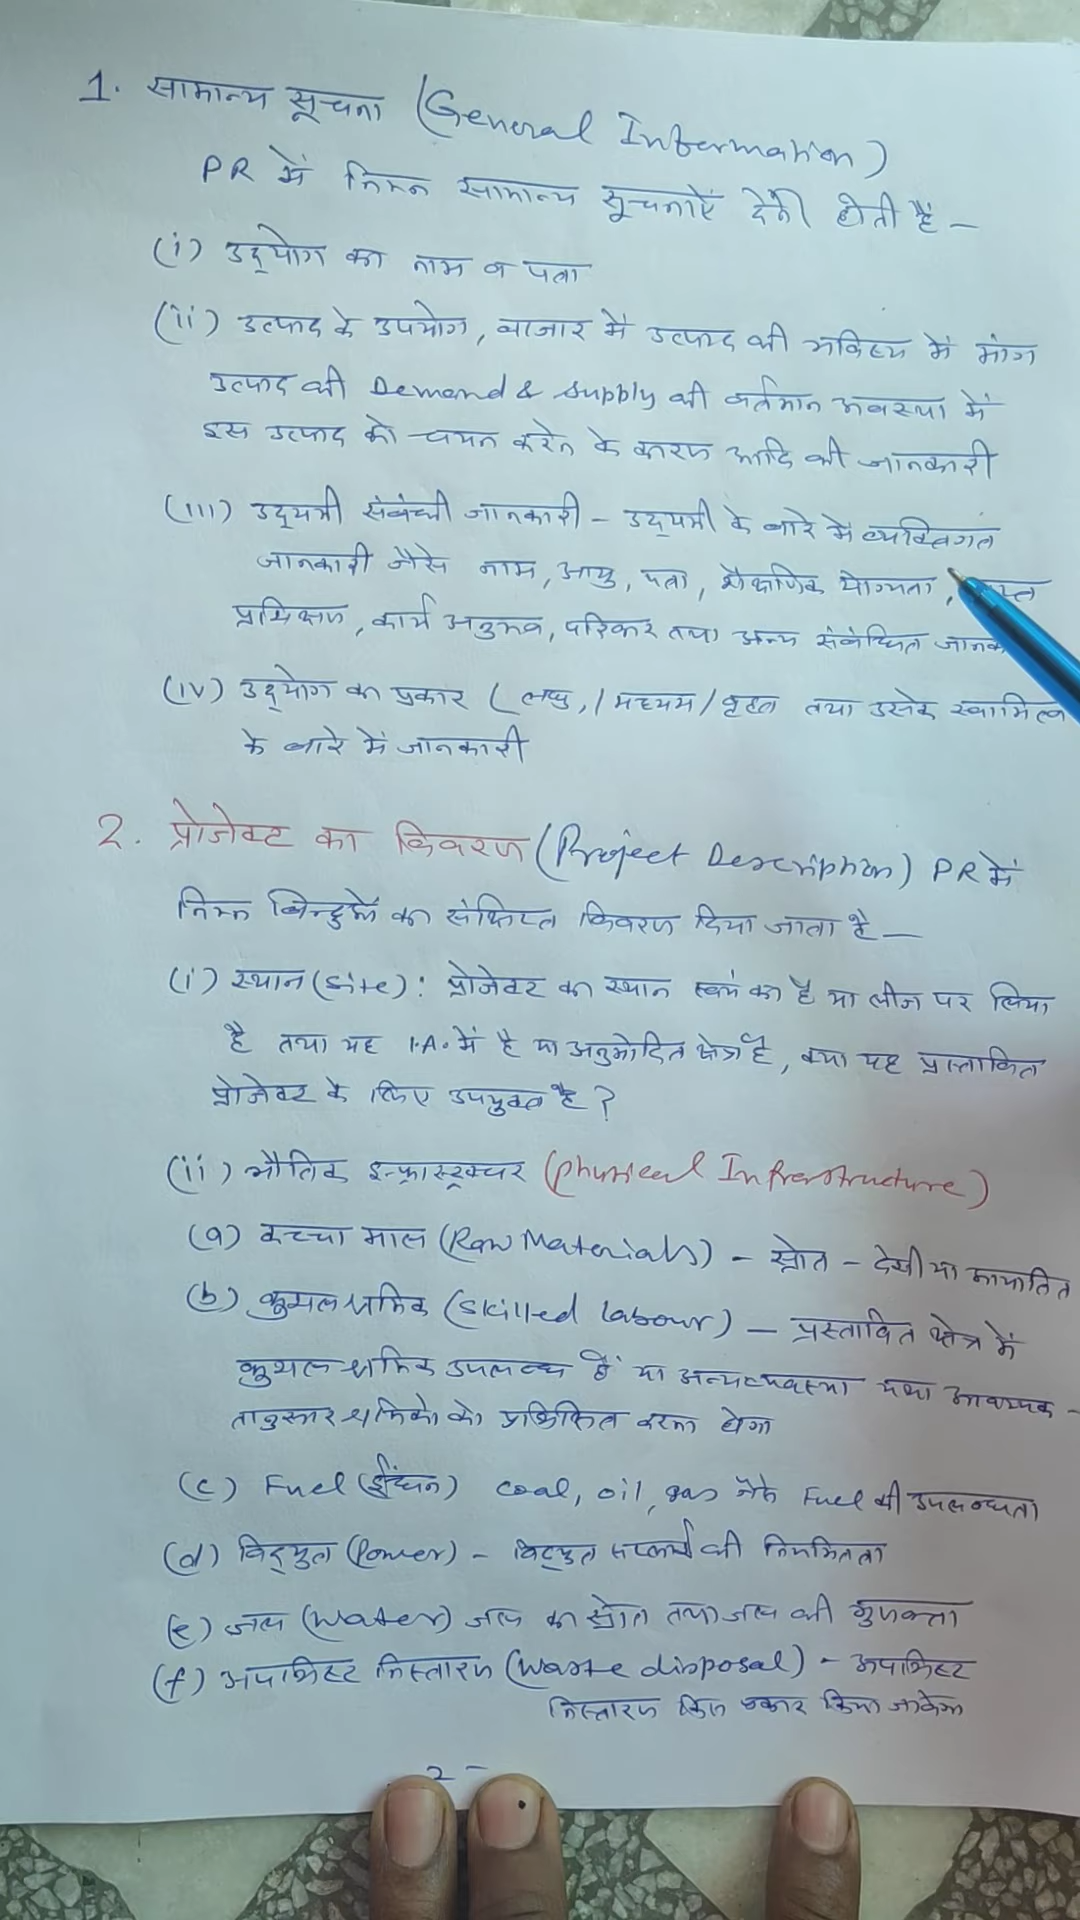 1. सामान्य सूचना (General Information)
PR में निम्न सामान्य सूचनाएं देनी होती हैं –
(i) उद्योग का नाम व पता
(ii) उत्पाद के उपयोग, बाजार में उत्पाद की भविष्य में मांग
उत्पाद की Demand & Supply की वर्तमान अवस्था में
इस उत्पाद को चयन करने के कारण आदि की जानकारी
(iii) उद्यमी संबंधी जानकारी – उद्यमी के बारे में व्यक्तिगत
जानकारी जैसे नाम, आयु, पता, शैक्षणिक योग्यता,
प्रशिक्षण, कार्य अनुभव, परिवार तथा अन्य संबंधित
(iv) उद्योग का प्रकार (लघु,/मध्यम/वृहत तथा उसके स्वामित्व
के बारे में जानकारी
2. प्रोजेक्ट का विवरण (Project Description) PR में
निम्न बिन्दुओं का संक्षिप्त विवरण दिया जाता है –
(i) स्थान (site): प्रोजेक्ट का स्थान स्वयं का है या लीज पर लिया
है तथा यह I.A. में है या अनुमोदित क्षेत्र है, क्या यह प्रस्तावित
प्रोजेक्ट के लिए उपयुक्त है?
(ii) भौतिक इन्फ्रास्ट्रक्चर (Physical Infrastructure)
(a) कच्चा माल (Raw Materials) – स्रोत – देशी या आयातित
(b) कुशल श्रमिक (Skilled Labour) – प्रस्तावित क्षेत्र में
कुशल श्रमिक उपलब्ध हैं या अन्य व्यवस्था यथा आवश्यक-
तानुसार श्रमिकों को प्रशिक्षित करना होगा
(c) Fuel (ईंधन) coal, oil, gas जैसे Fuel की उपलब्धता
(d) विद्युत (Power) – विद्युत सप्लाई की नियमितता
(e) जल (Water) जल का स्रोत तथा जल की गुणवत्ता
(f) अपशिष्ट निस्तारण (Waste disposal) – अपशिष्ट
निस्तारण किस प्रकार किया जावेगा
2 –